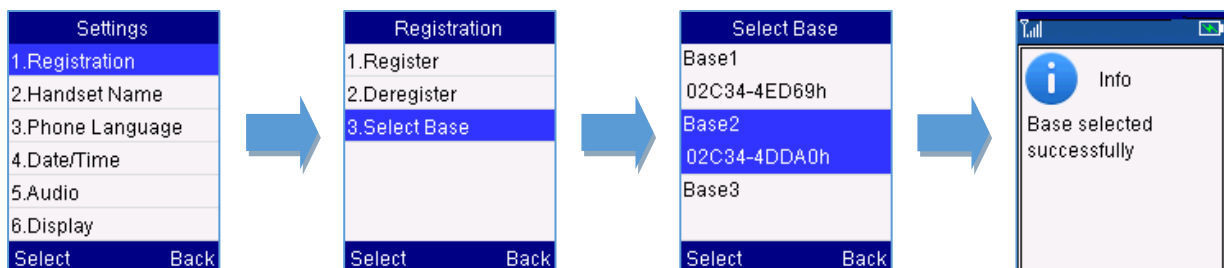 Settings
1.Registration
2.Handset Name
3.Phone Language
4.Date/Time
5.Audio
6.Display
Select Back
Registration
1.Register
2.Deregister
3.Select Base
Select Back
Select Base
Base1
02C34-4ED69h
Base2
02C34-4DDA0h
Base3
Select Back
Info
Base selected
successfully